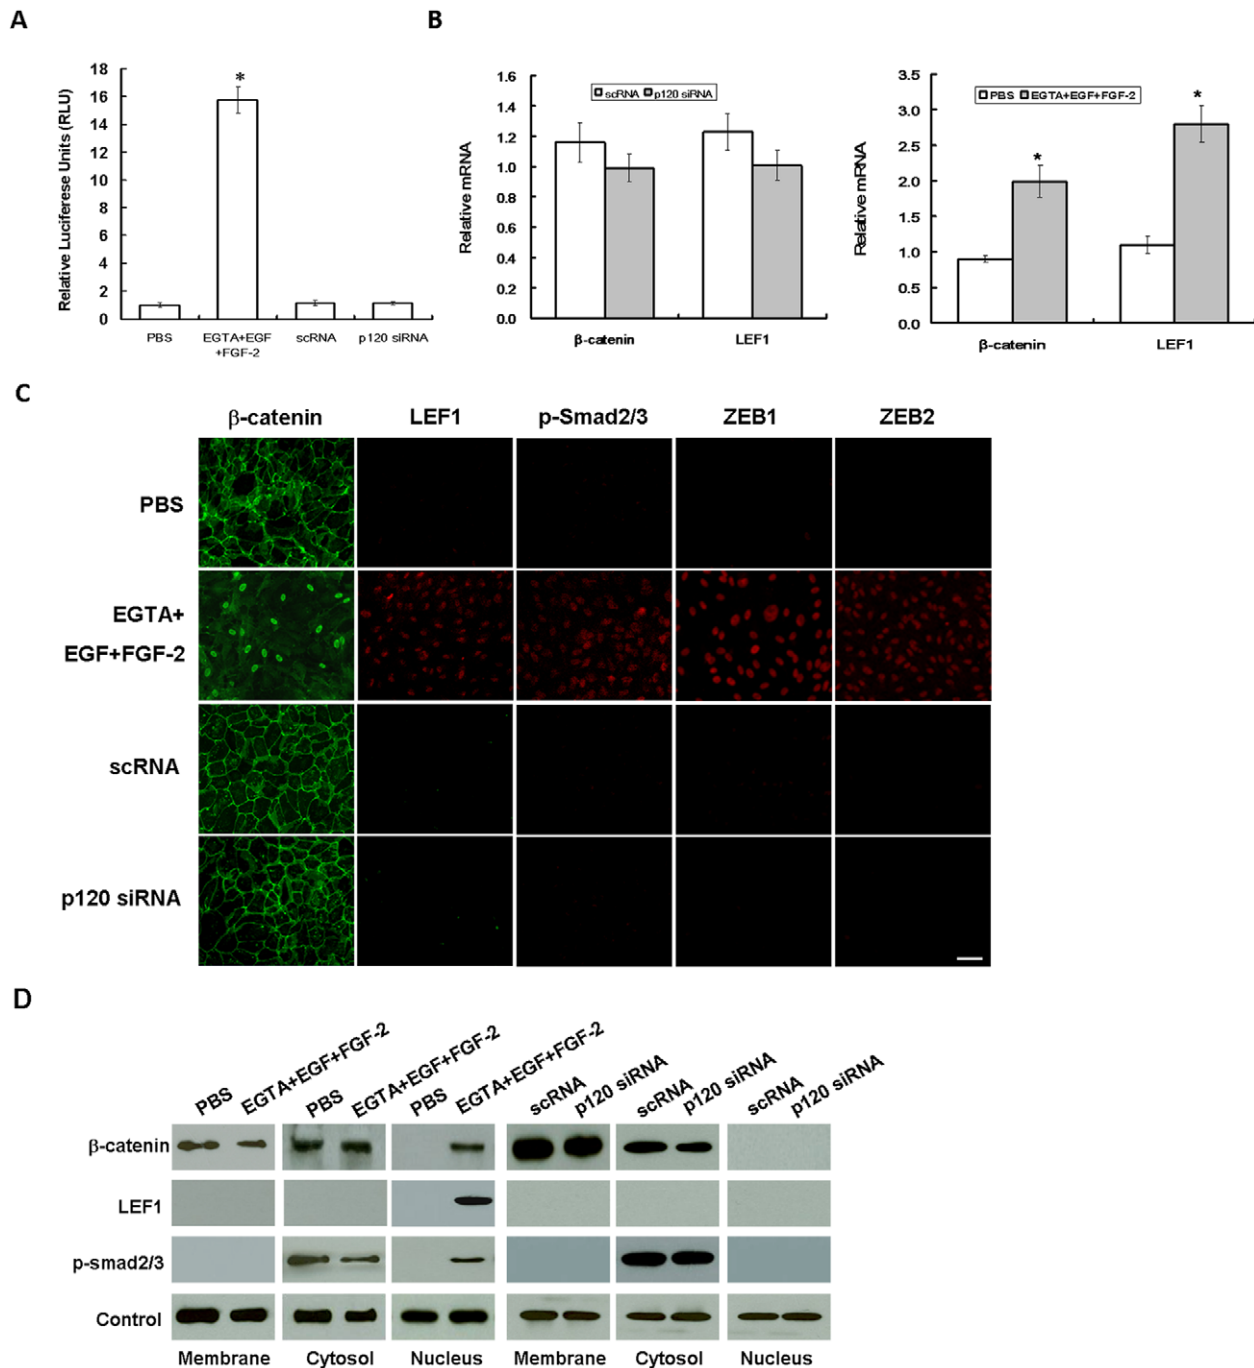 A
B
Relative Luciferese Units (RLU)
18
16
14
12
10
8
6
4
2
0
*
PBS
EGTA+EGF
+FGF-2
scRNA
p120 siRNA
Relative mRNA
1.6
1.4
1.2
1.0
0.8
0.6
0.4
0.2
0.0
scRNA
p120 siRNA
β-catenin
LEF1
Relative mRNA
3.5
3.0
2.5
2.0
1.5
1.0
0.5
0.0
PBS
EGTA+EGF+FGF-2
*
*
β-catenin
LEF1
C
β-catenin LEF1 p-Smad2/3 ZEB1 ZEB2
PBS
EGTA+
EGF+FGF-2
scRNA
p120 siRNA
D
PBS
EGTA+EGF+FGF-2
PBS
EGTA+EGF+FGF-2
PBS
EGTA+EGF+FGF-2
scRNA
p120 siRNA
scRNA
p120 siRNA
scRNA
p120 siRNA
β-catenin
LEF1
p-smad2/3
Control
Membrane Cytosol Nucleus Membrane Cytosol Nucleus